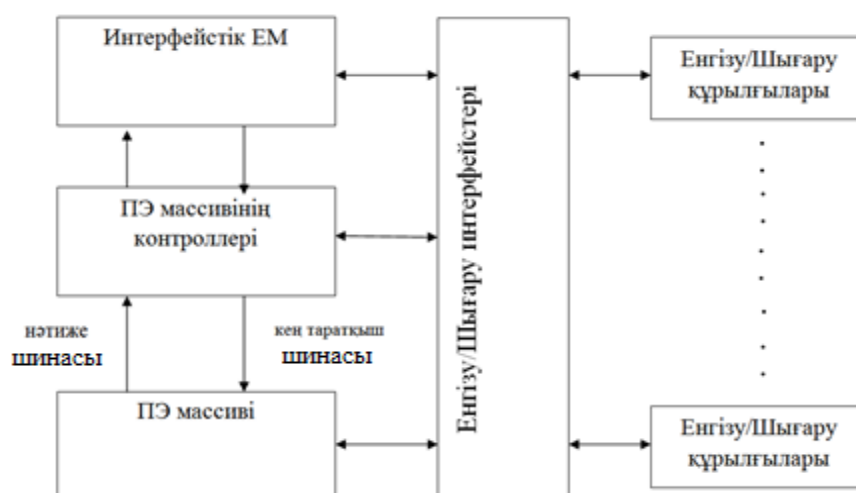 Интерфейстік ЕМ
ПЭ массивінің
контроллері
нәтиже
шинасы
кең таратқыш
шинасы
ПЭ массиві
Енгізу/Шығару интерфейстері
Енгізу/Шығару
құрылғылары
Енгізу/Шығару
құрылғылары